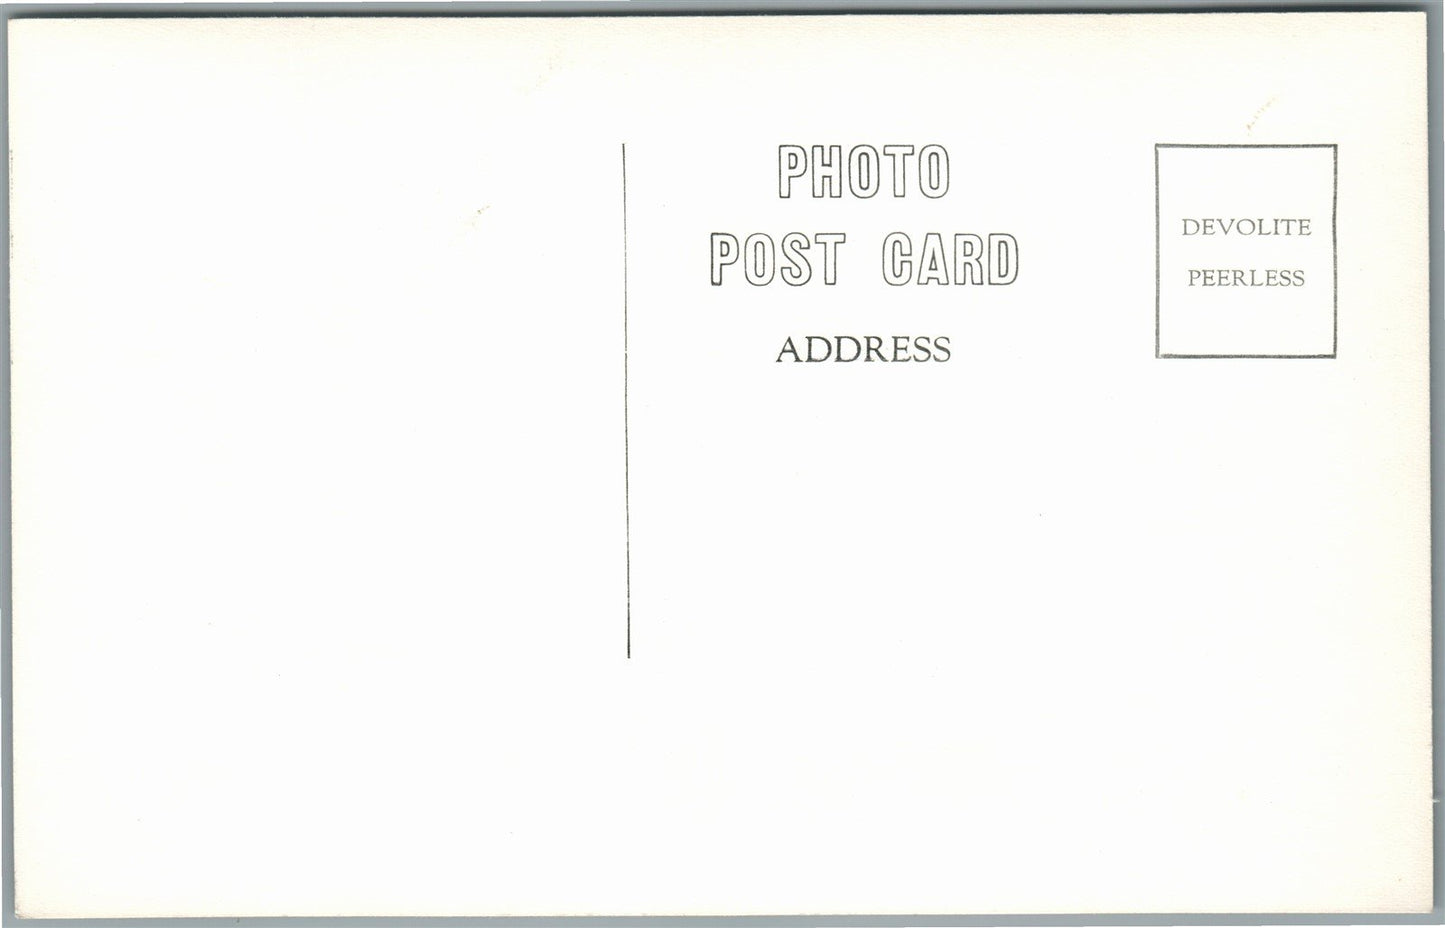 PHOTO
POST CARD
ADDRESS
DEVOLITE
PEERLESS